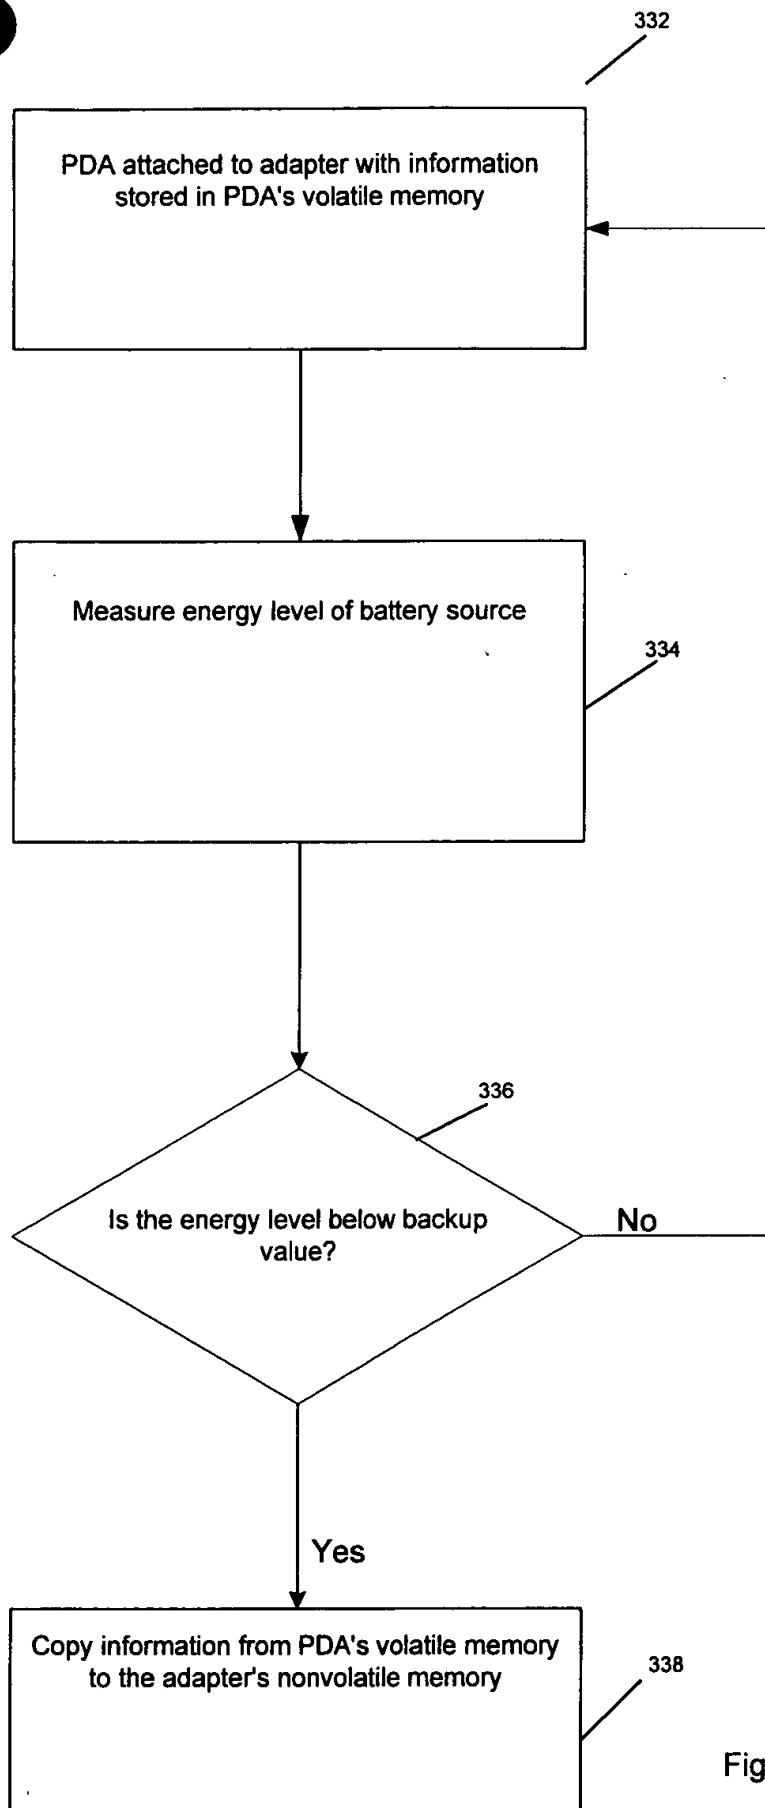 332
PDA attached to adapter with information
stored in PDA's volatile memory
Measure energy level of battery source
334
336
Is the energy level below backup
value?
No
Yes
Copy information from PDA's volatile memory
to the adapter's nonvolatile memory
338
Fig